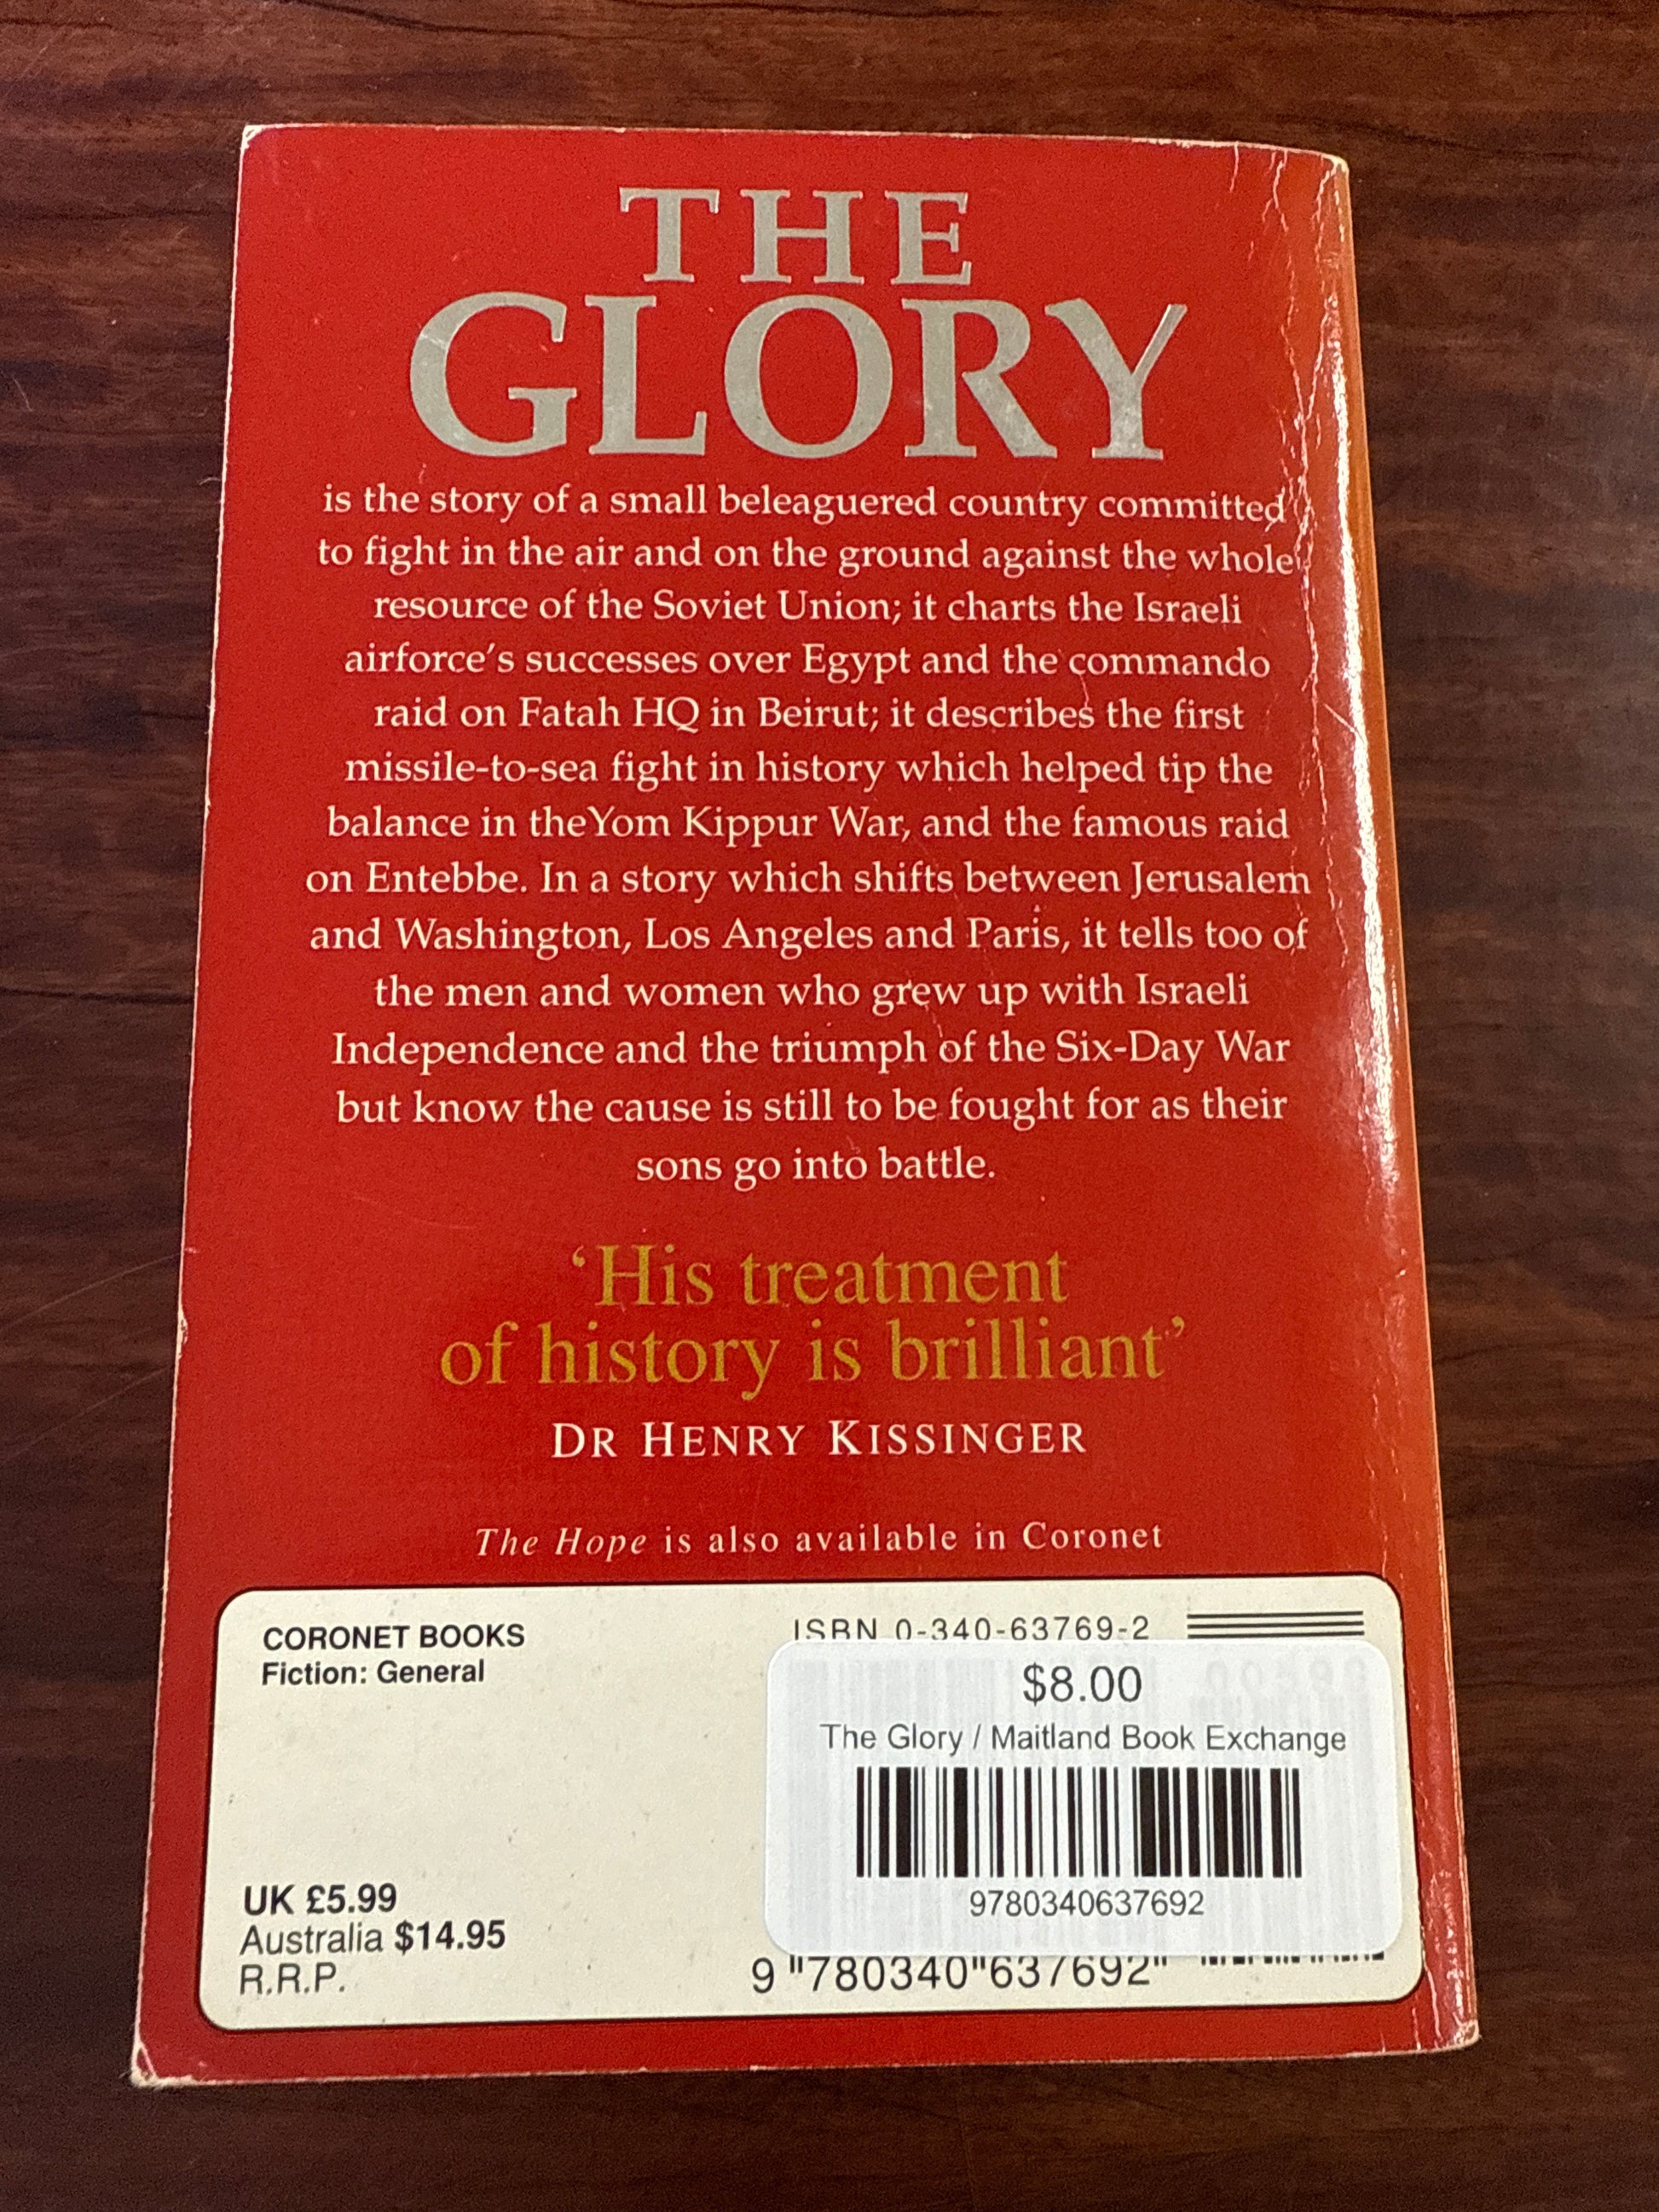 THE
GLORY
is the story of a small beleaguered country committed
to fight in the air and on the ground against the whole
resource of the Soviet Union; it charts the Israeli
airforce's successes over Egypt and the commando
raid on Fatah HQ in Beirut; it describes the first
missile-to-sea fight in history which helped tip the
balance in theYom Kippur War, and the famous raid
on Entebbe. In a story which shifts between Jerusalem
and Washington, Los Angeles and Paris, it tells too of
the men and women who grew up with Israeli
Independence and the triumph of the Six-Day War
but know the cause is still to be fought for as their
sons go into battle.
‘His treatment
of history is brilliant’
DR HENRY KISSINGER
The Hope is also available in Coronet
CORONET BOOKS
Fiction: General
UK £5.99
Australia $14.95
R.R.P.
ISBN 0-340-63769-2
$8.00
The Glory / Maitland Book Exchange
9780340637692
9 "780340"637692"